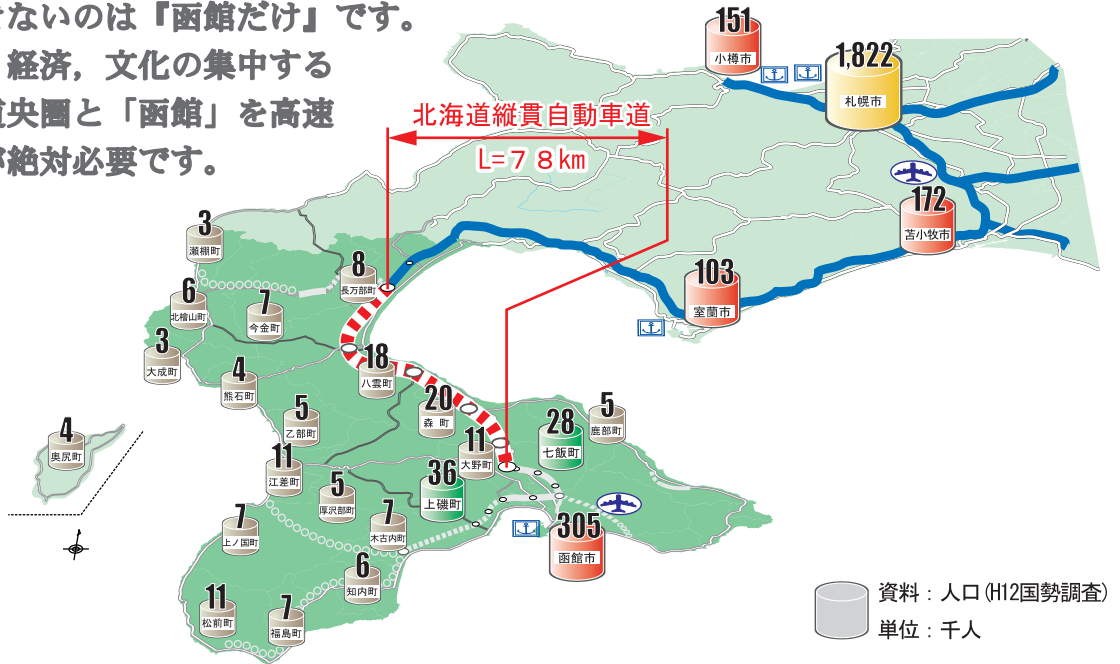 せないのは『函館だけ』です。
経済，文化の集中する
道央圏と「函館」を高速
が絶対必要です。
151
小樽市
1,822
札幌市
北海道縦貫自動車道
L=78km
172
苫小牧市
103
室蘭市
3
瀬棚町
8
長万部町
6
北檜山町
7
今金町
3
大成町
18
八雲町
4
熊石町
20
森町
5
乙部町
28
七飯町
5
鹿部町
4
奥尻町
11
大野町
11
江差町
36
上磯町
5
厚沢部町
7
上ノ国町
7
木古内町
305
函館市
6
知内町
11
松前町
7
福島町
資料：人口(H12国勢調査)
単位：千人